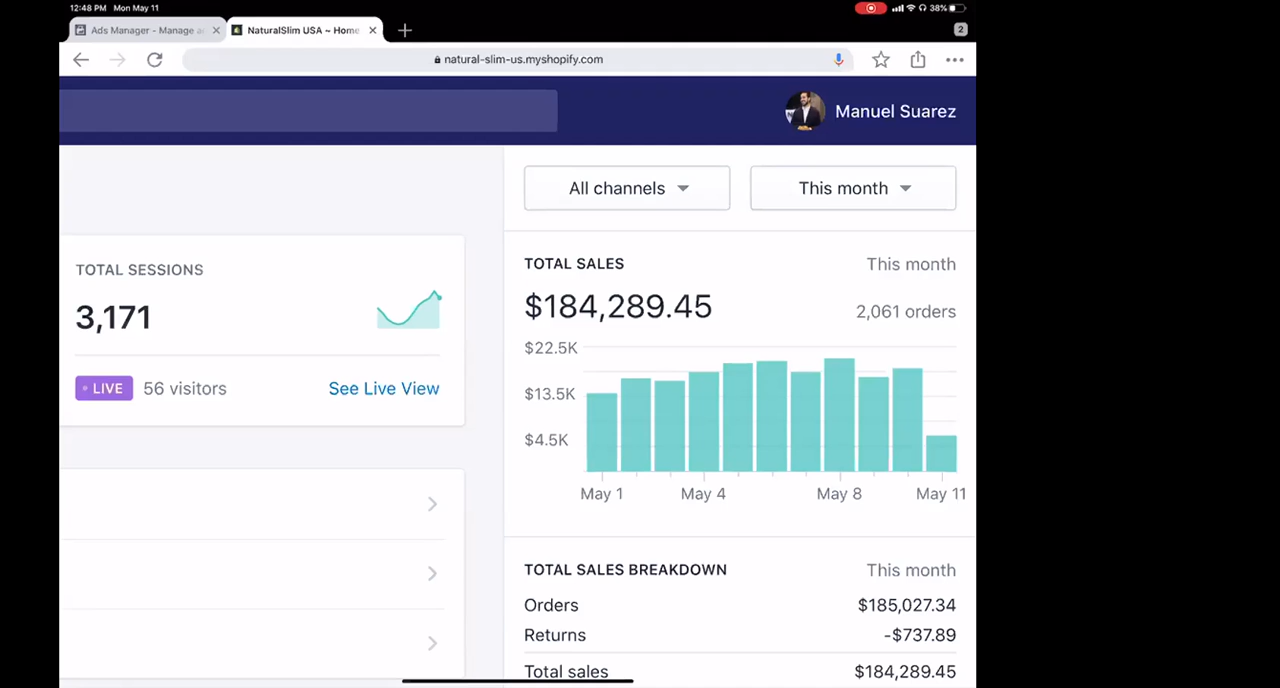 12:48 PM Mon May 11
38%
Ads Manager - Manage a
NaturalSlim USA ~ Home
2
natural-slim-us.myshopify.com
Manuel Suarez
All channels
This month
TOTAL SESSIONS
3,171
LIVE 56 visitors See Live View
TOTAL SALES This month
$184,289.45 2,061 orders
$22.5K
$13.5K
$4.5K
May 1 May 4 May 8 May 11
TOTAL SALES BREAKDOWN This month
Orders $185,027.34
Returns -$737.89
Total sales $184,289.45